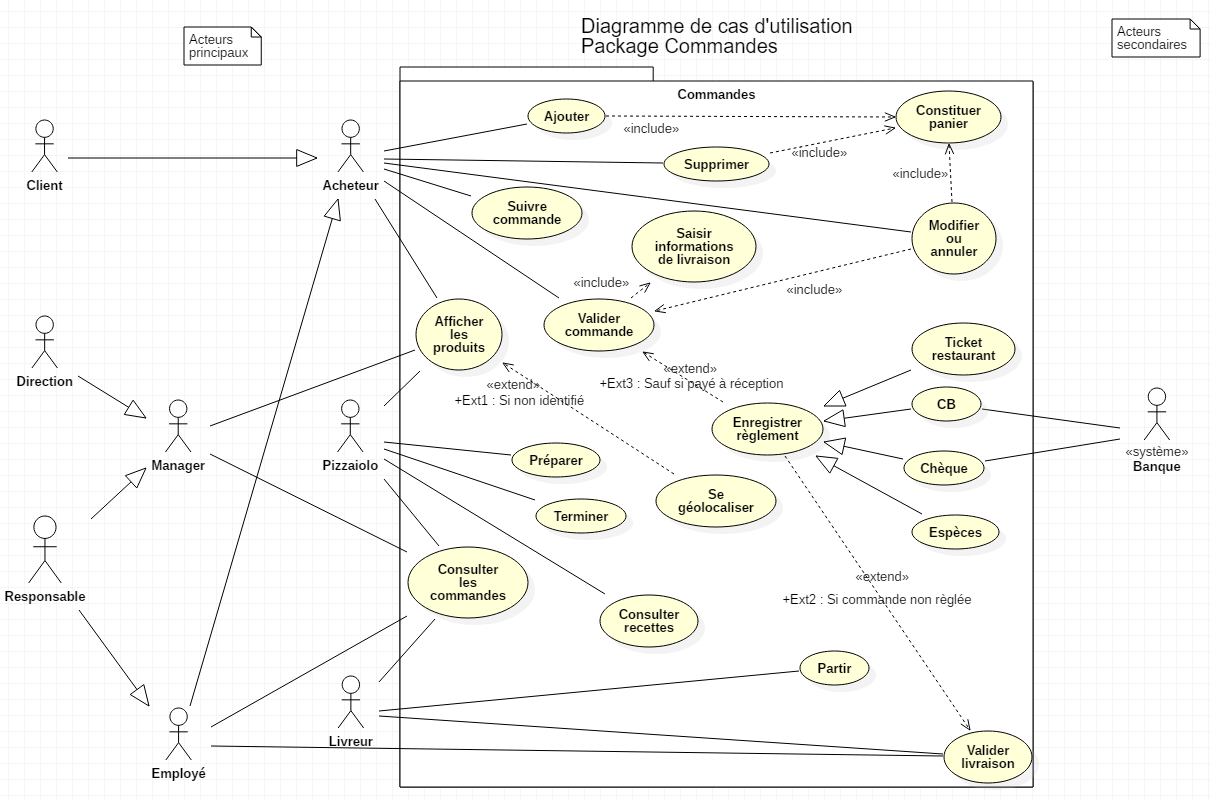 Diagramme de cas d'utilisation
Package Commandes
Acteurs
principaux
Acteurs
secondaires
Commandes
Ajouter
«include»
Constituer
panier
Supprimer
«include»
«include»
Client
Acheteur
Suivre
commande
Saisir
informations
de livraison
Modifier
ou
annuler
«include»
«include»
Valider
commande
Afficher
les
produits
Ticket
restaurant
Direction
«extend»
+Ext1 : Si non identifié
«extend»
+Ext3 : Sauf si payé à réception
CB
Enregistrer
règlement
Manager
Pizzaiolo
«système»
Banque
Préparer
Chèque
Se
géolocaliser
Terminer
Espèces
Consulter
les
commandes
«extend»
+Ext2 : Si commande non règlée
Responsable
Consulter
recettes
Partir
Livreur
Valider
livraison
Employé